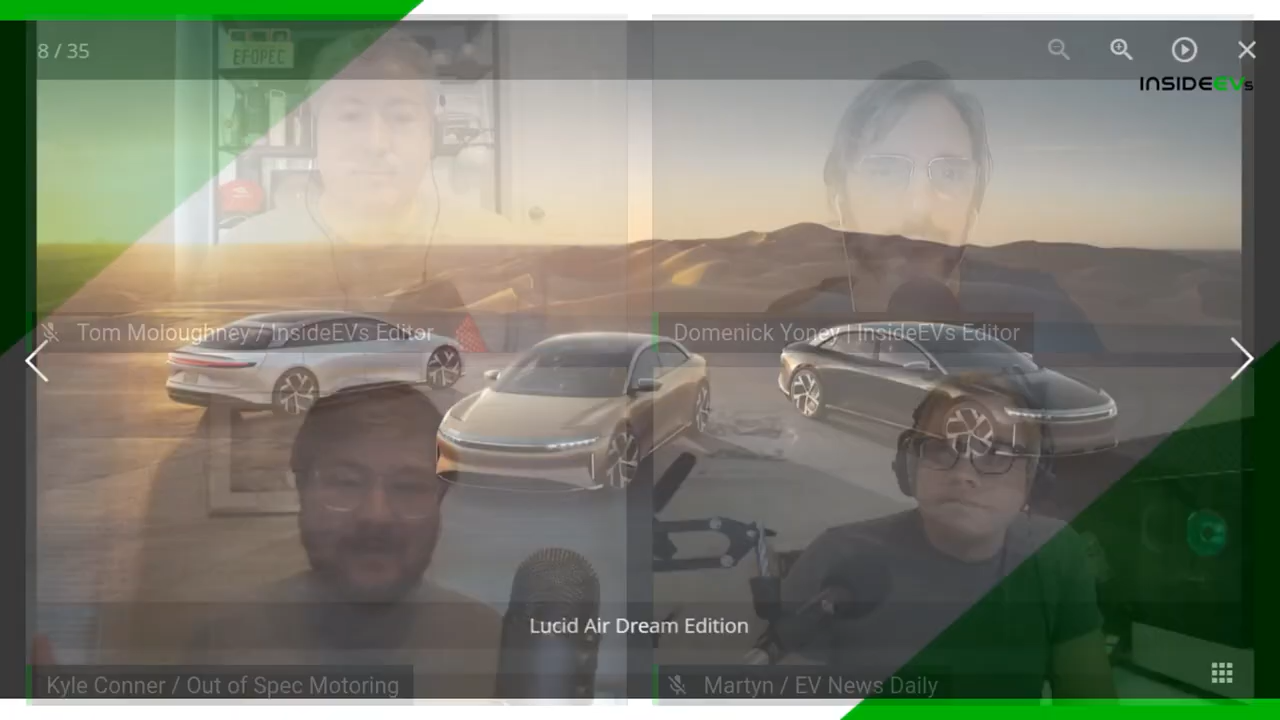 8 / 35
EFOPEC
INSIDEEVs
Tom Moloughney / InsideEVs Editor
Domenick Yoney | InsideEVs Editor
Lucid Air Dream Edition
Kyle Conner / Out of Spec Motoring
Martyn / EV News Daily